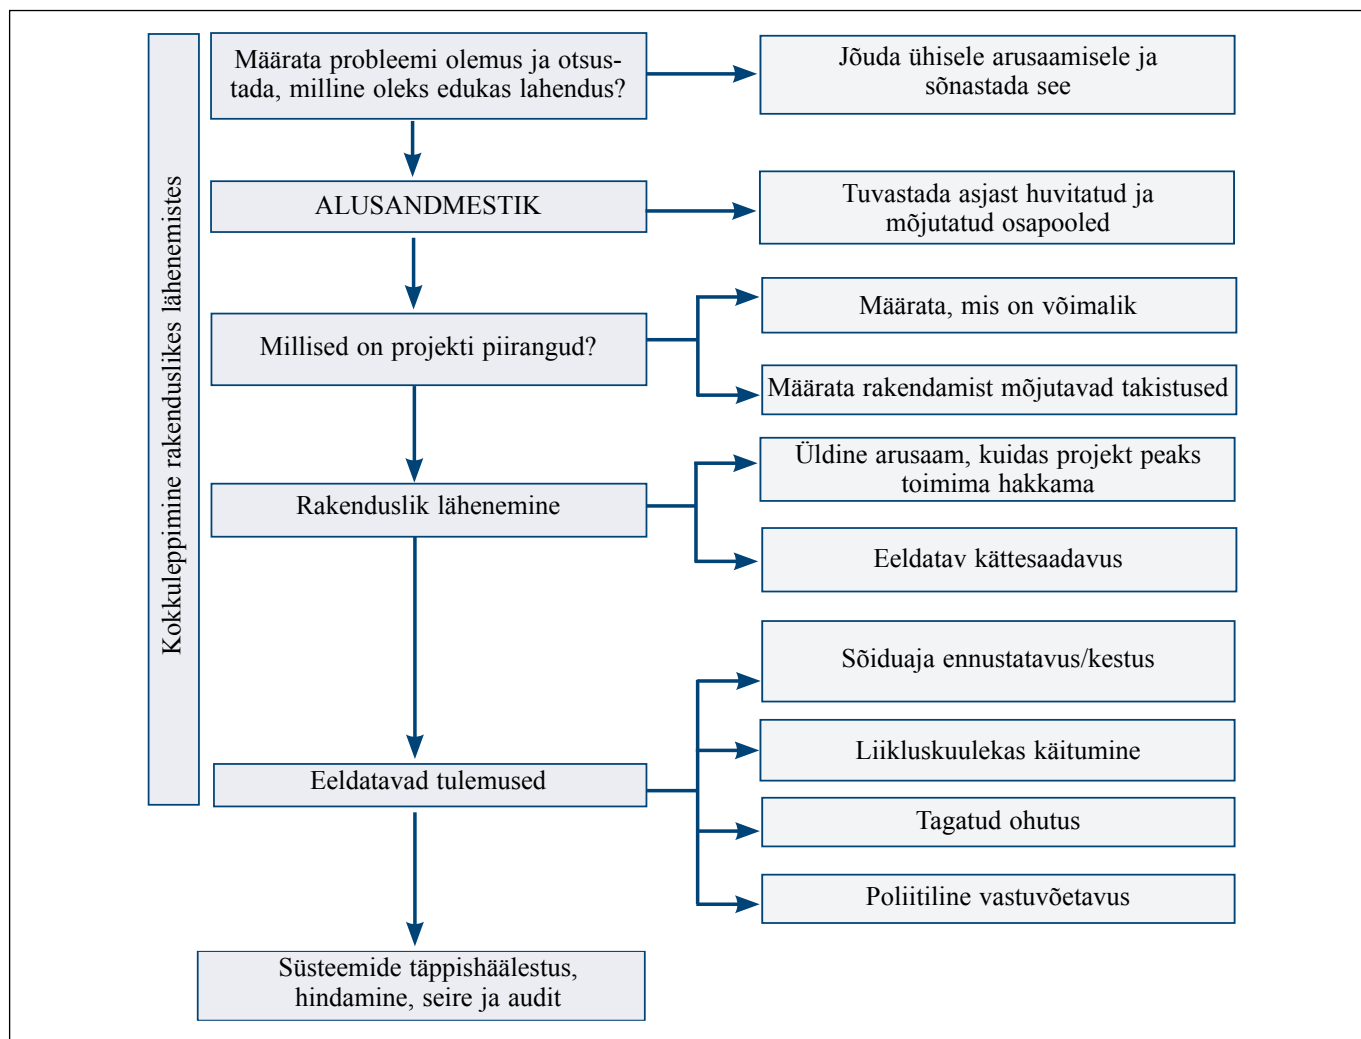 Kokkuleppimine rakenduslikes lähenemistes
Määrata probleemi olemus ja otsus-
tada, milline oleks edukas lahendus?
Jõuda ühisele arusaamisele ja
sõnastada see
ALUSANDMESTIK
Tuvastada asjast huvitatud ja
mõjutatud osapooled
Millised on projekti piirangud?
Määrata, mis on võimalik
Määrata rakendamist mõjutavad takistused
Rakenduslik lähenemine
Üldine arusaam, kuidas projekt peaks
toimima hakkama
Eeldatav kättesaadavus
Eeldatavad tulemused
Sõiduaja ennustatavus/kestus
Liikluskuulekas käitumine
Tagatud ohutus
Poliitiline vastuvõetavus
Süsteemide täppishäälestus,
hindamine, seire ja audit